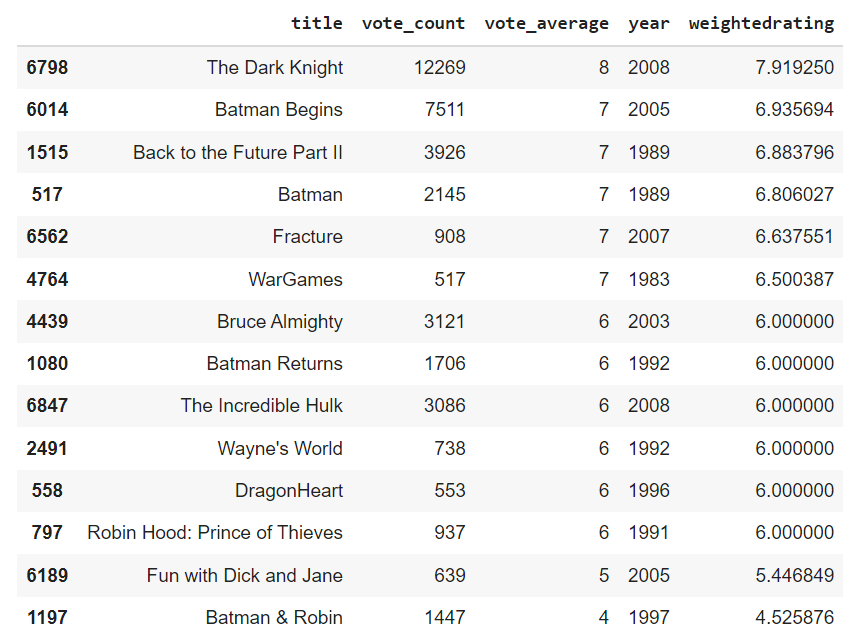 title vote_count vote_average year weightedrating
6798 The Dark Knight 12269 8 2008 7.919250
6014 Batman Begins 7511 7 2005 6.935694
1515 Back to the Future Part II 3926 7 1989 6.883796
517 Batman 2145 7 1989 6.806027
6562 Fracture 908 7 2007 6.637551
4764 WarGames 517 7 1983 6.500387
4439 Bruce Almighty 3121 6 2003 6.000000
1080 Batman Returns 1706 6 1992 6.000000
6847 The Incredible Hulk 3086 6 2008 6.000000
2491 Wayne's World 738 6 1992 6.000000
558 DragonHeart 553 6 1996 6.000000
797 Robin Hood: Prince of Thieves 937 6 1991 6.000000
6189 Fun with Dick and Jane 639 5 2005 5.446849
1197 Batman & Robin 1447 4 1997 4.525876